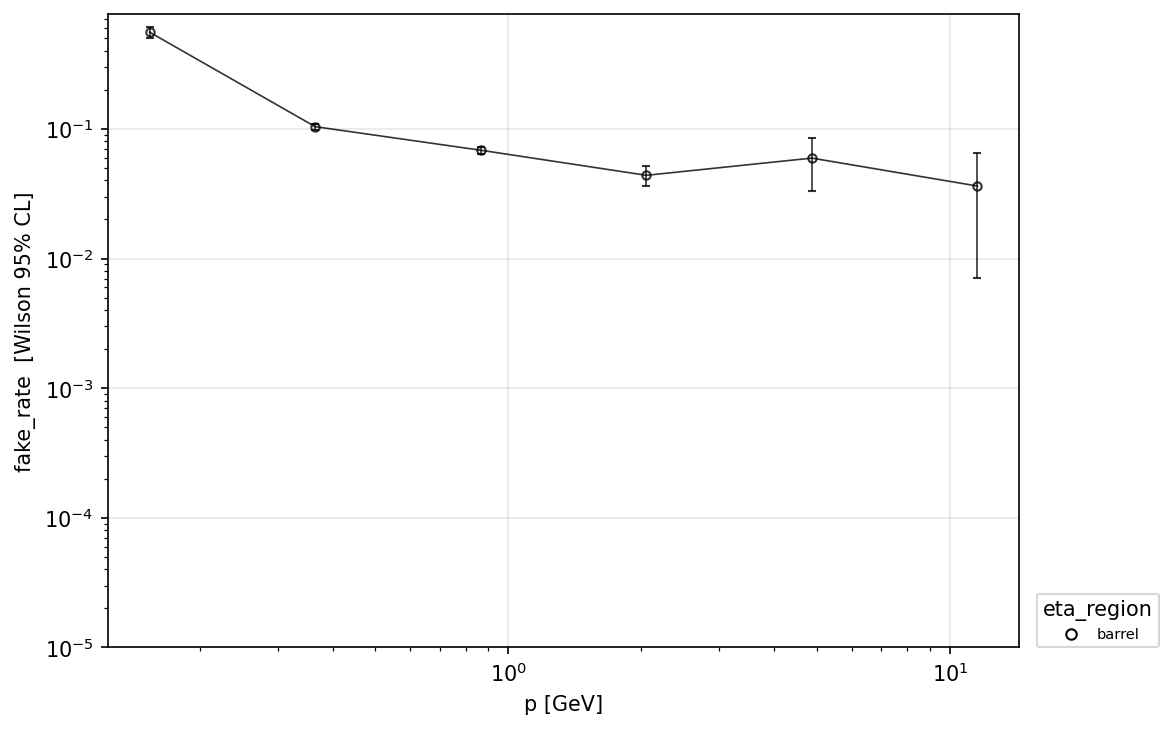 fake_rate  [Wilson 95% CL]
10⁻¹
10⁻²
10⁻³
10⁻⁴
10⁻⁵
10⁰
10¹
p [GeV]
eta_region
barrel